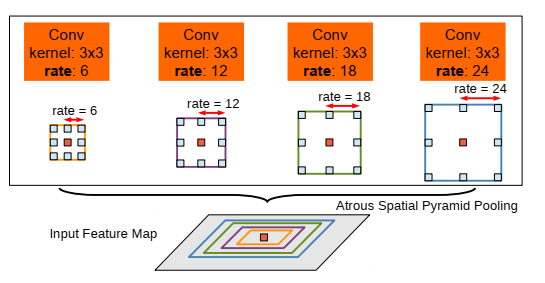 Conv
kernel: 3x3
rate: 6
Conv
kernel: 3x3
rate: 12
Conv
kernel: 3x3
rate: 18
Conv
kernel: 3x3
rate: 24
rate = 6
rate = 12
rate = 18
rate = 24
Atrous Spatial Pyramid Pooling
Input Feature Map